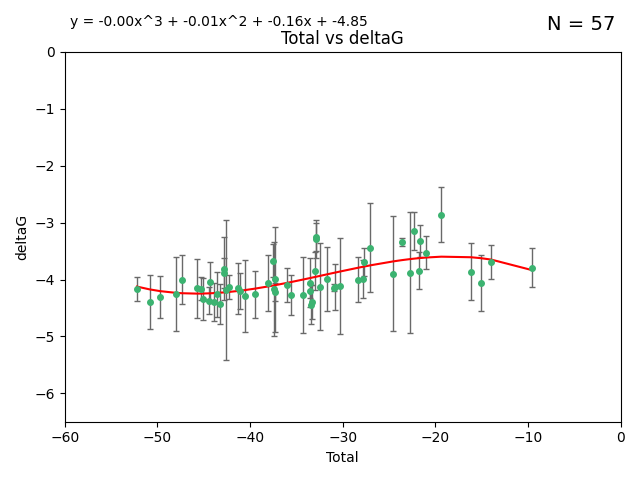 y = -0.00x^3 + -0.01x^2 + -0.16x + -4.85
N = 57
Total vs deltaG
0
−1
−2
−3
−4
−5
−6
deltaG
−60 −50 −40 −30 −20 −10 0
Total